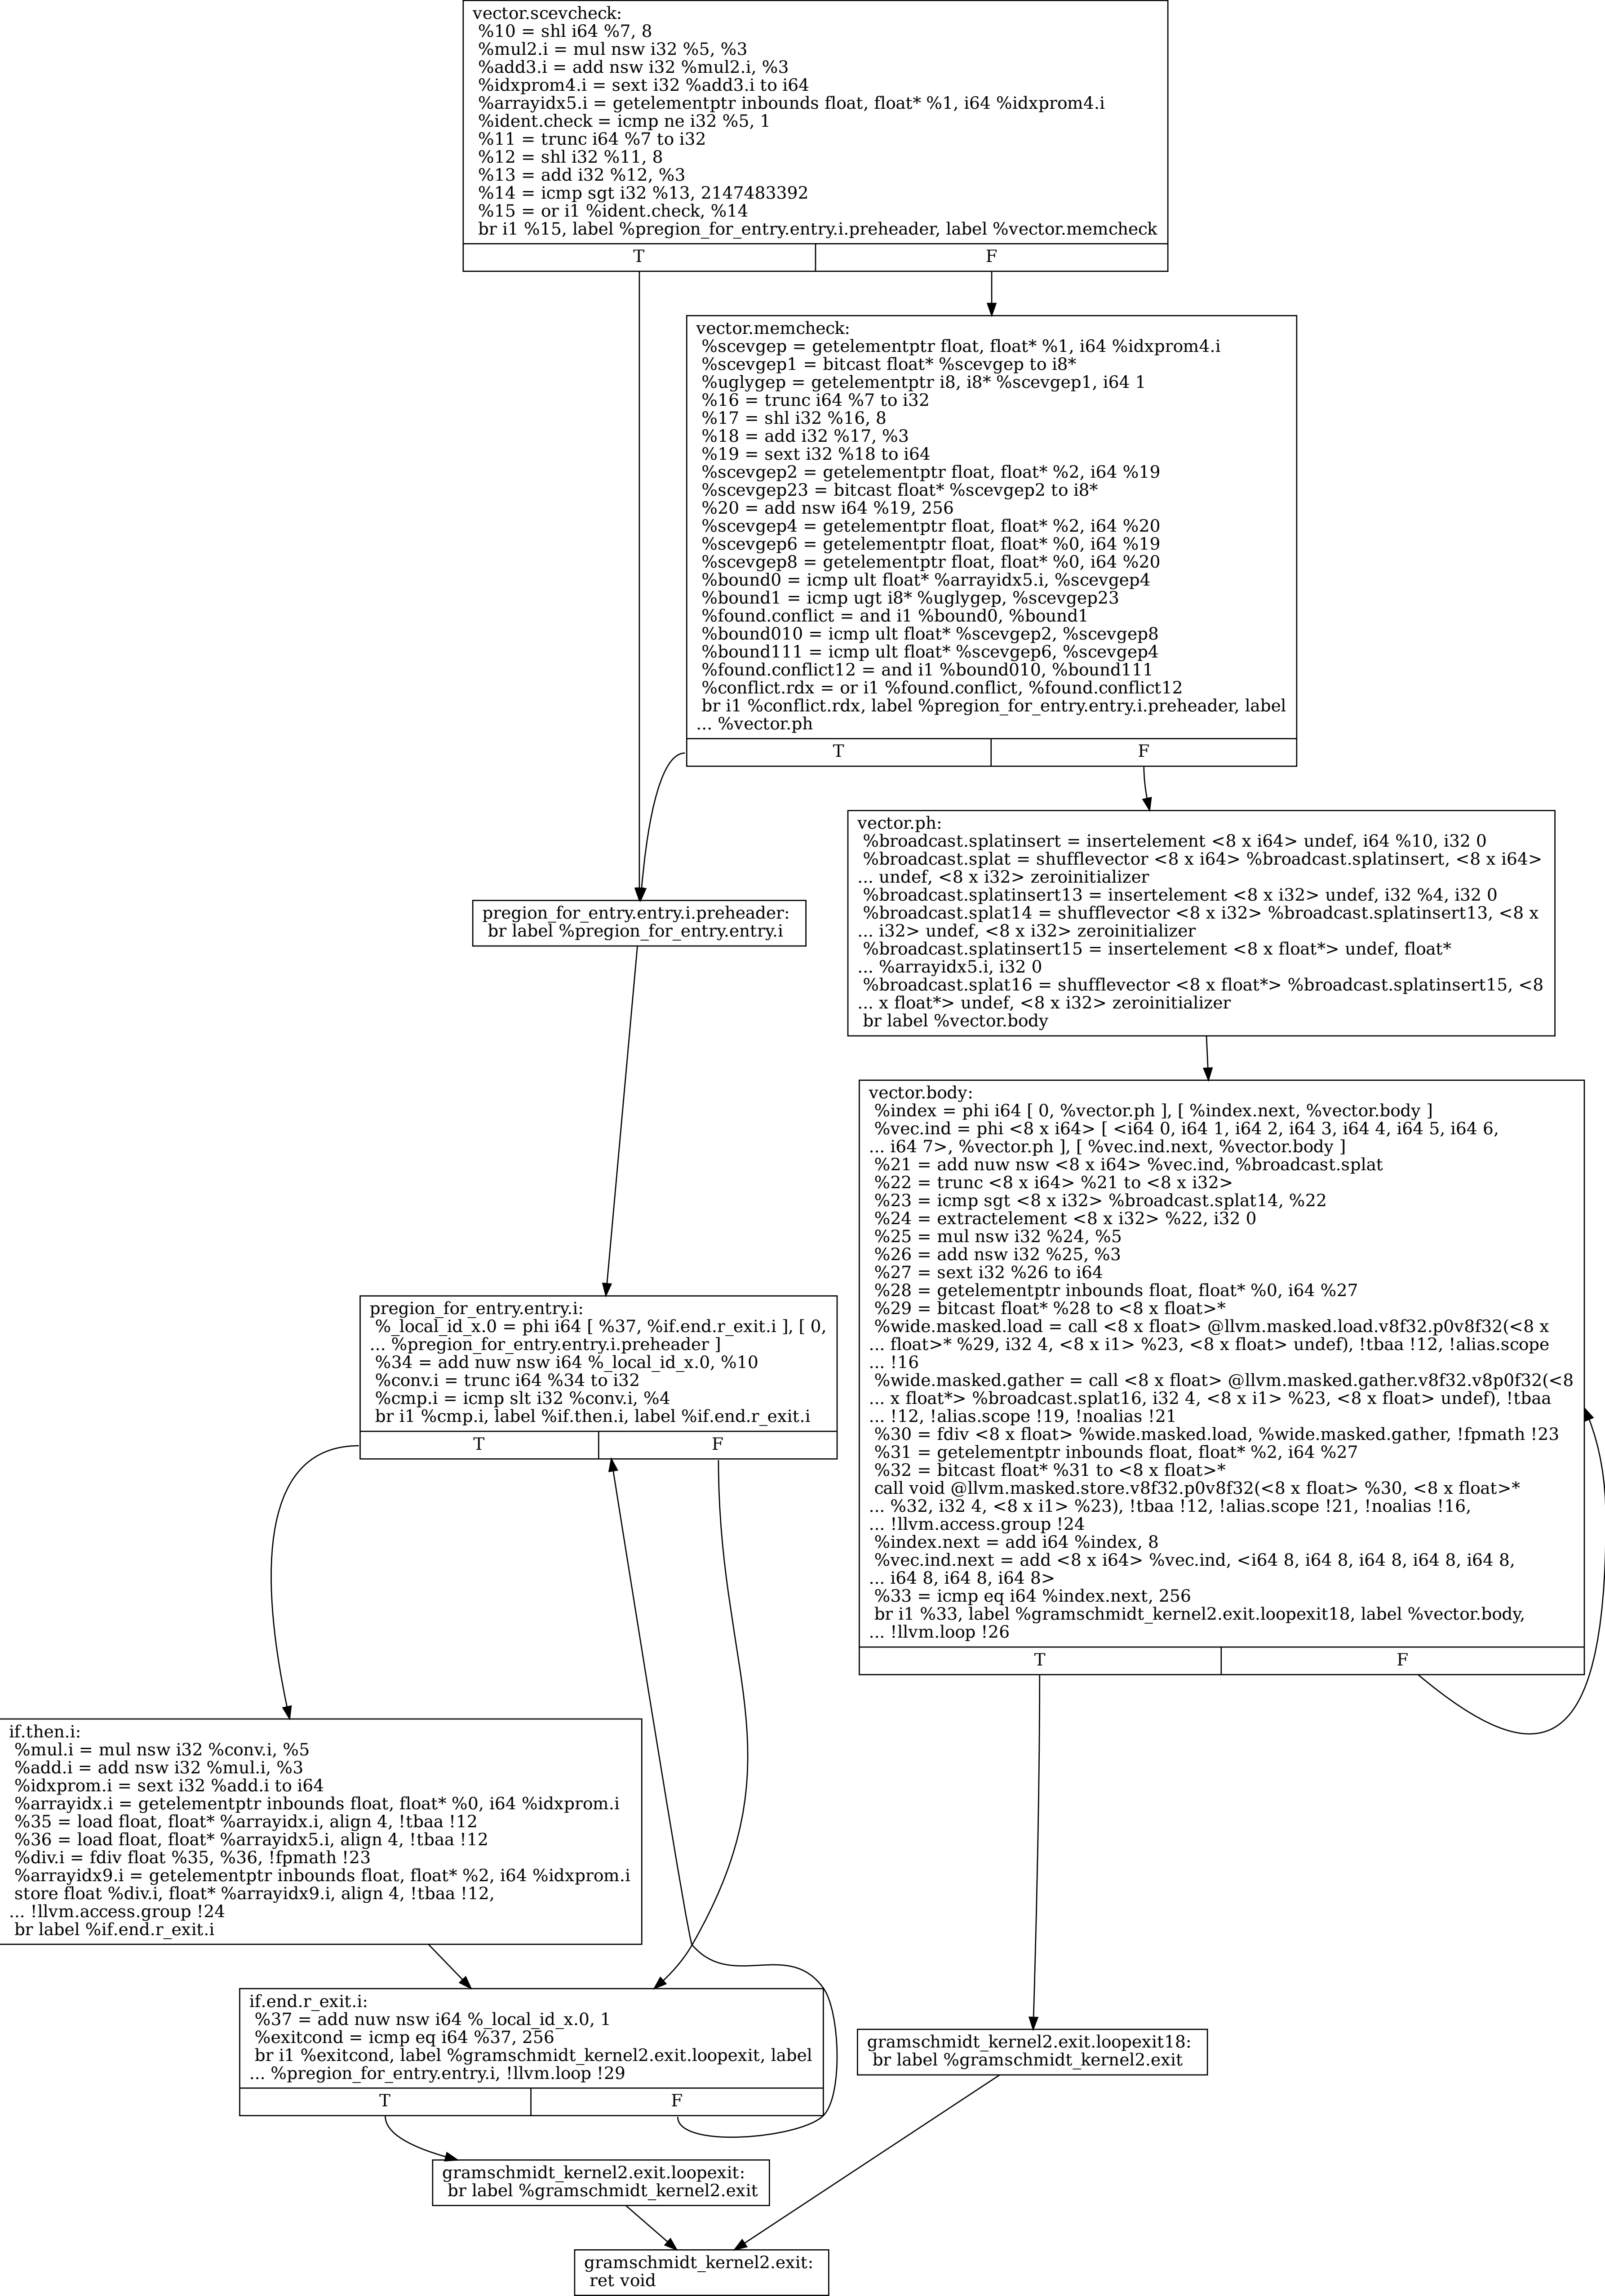 vector.scevcheck:
%10 = shl i64 %7, 8
%mul2.i = mul nsw i32 %5, %3
%add3.i = add nsw i32 %mul2.i, %3
%idxprom4.i = sext i32 %add3.i to i64
%arrayidx5.i = getelementptr inbounds float, float* %1, i64 %idxprom4.i
%ident.check = icmp ne i32 %5, 1
%11 = trunc i64 %7 to i32
%12 = shl i32 %11, 8
%13 = add i32 %12, %3
%14 = icmp sgt i32 %13, 2147483392
%15 = or i1 %ident.check, %14
br i1 %15, label %pregion_for_entry.entry.i.preheader, label %vector.memcheck
T F
vector.memcheck:
%scevgep = getelementptr float, float* %1, i64 %idxprom4.i
%scevgep1 = bitcast float* %scevgep to i8*
%uglygep = getelementptr i8, i8* %scevgep1, i64 1
%16 = trunc i64 %7 to i32
%17 = shl i32 %16, 8
%18 = add i32 %17, %3
%19 = sext i32 %18 to i64
%scevgep2 = getelementptr float, float* %2, i64 %19
%scevgep23 = bitcast float* %scevgep2 to i8*
%20 = add nsw i64 %19, 256
%scevgep4 = getelementptr float, float* %2, i64 %20
%scevgep6 = getelementptr float, float* %0, i64 %19
%scevgep8 = getelementptr float, float* %0, i64 %20
%bound0 = icmp ult float* %arrayidx5.i, %scevgep4
%bound1 = icmp ugt i8* %uglygep, %scevgep23
%found.conflict = and i1 %bound0, %bound1
%bound010 = icmp ult float* %scevgep2, %scevgep8
%bound111 = icmp ult float* %scevgep6, %scevgep4
%found.conflict12 = and i1 %bound010, %bound111
%conflict.rdx = or i1 %found.conflict, %found.conflict12
br i1 %conflict.rdx, label %pregion_for_entry.entry.i.preheader, label
... %vector.ph
T F
vector.ph:
%broadcast.splatinsert = insertelement <8 x i64> undef, i64 %10, i32 0
%broadcast.splat = shufflevector <8 x i64> %broadcast.splatinsert, <8 x i64>
... undef, <8 x i32> zeroinitializer
%broadcast.splatinsert13 = insertelement <8 x i32> undef, i32 %4, i32 0
%broadcast.splat14 = shufflevector <8 x i32> %broadcast.splatinsert13, <8 x
... i32> undef, <8 x i32> zeroinitializer
%broadcast.splatinsert15 = insertelement <8 x float*> undef, float*
... %arrayidx5.i, i32 0
%broadcast.splat16 = shufflevector <8 x float*> %broadcast.splatinsert15, <8
... x float*> undef, <8 x i32> zeroinitializer
br label %vector.body
pregion_for_entry.entry.i.preheader:
br label %pregion_for_entry.entry.i
vector.body:
%index = phi i64 [ 0, %vector.ph ], [ %index.next, %vector.body ]
%vec.ind = phi <8 x i64> [ <i64 0, i64 1, i64 2, i64 3, i64 4, i64 5, i64 6,
... i64 7>, %vector.ph ], [ %vec.ind.next, %vector.body ]
%21 = add nuw nsw <8 x i64> %vec.ind, %broadcast.splat
%22 = trunc <8 x i64> %21 to <8 x i32>
%23 = icmp sgt <8 x i32> %broadcast.splat14, %22
%24 = extractelement <8 x i32> %22, i32 0
%25 = mul nsw i32 %24, %5
%26 = add nsw i32 %25, %3
%27 = sext i32 %26 to i64
%28 = getelementptr inbounds float, float* %0, i64 %27
%29 = bitcast float* %28 to <8 x float>*
%wide.masked.load = call <8 x float> @llvm.masked.load.v8f32.p0v8f32(<8 x
... float>* %29, i32 4, <8 x i1> %23, <8 x float> undef), !tbaa !12, !alias.scope
... !16
%wide.masked.gather = call <8 x float> @llvm.masked.gather.v8f32.v8p0f32(<8
... x float*> %broadcast.splat16, i32 4, <8 x i1> %23, <8 x float> undef), !tbaa
... !12, !alias.scope !19, !noalias !21
%30 = fdiv <8 x float> %wide.masked.load, %wide.masked.gather, !fpmath !23
%31 = getelementptr inbounds float, float* %2, i64 %27
%32 = bitcast float* %31 to <8 x float>*
call void @llvm.masked.store.v8f32.p0v8f32(<8 x float> %30, <8 x float>*
... %32, i32 4, <8 x i1> %23), !tbaa !12, !alias.scope !21, !noalias !16,
... !llvm.access.group !24
%index.next = add i64 %index, 8
%vec.ind.next = add <8 x i64> %vec.ind, <i64 8, i64 8, i64 8, i64 8, i64 8,
... i64 8, i64 8, i64 8>
%33 = icmp eq i64 %index.next, 256
br i1 %33, label %gramschmidt_kernel2.exit.loopexit18, label %vector.body,
... !llvm.loop !26
T F
pregion_for_entry.entry.i:
%_local_id_x.0 = phi i64 [ %37, %if.end.r_exit.i ], [ 0,
... %pregion_for_entry.entry.i.preheader ]
%34 = add nuw nsw i64 %_local_id_x.0, %10
%conv.i = trunc i64 %34 to i32
%cmp.i = icmp slt i32 %conv.i, %4
br i1 %cmp.i, label %if.then.i, label %if.end.r_exit.i
T F
if.then.i:
%mul.i = mul nsw i32 %conv.i, %5
%add.i = add nsw i32 %mul.i, %3
%idxprom.i = sext i32 %add.i to i64
%arrayidx.i = getelementptr inbounds float, float* %0, i64 %idxprom.i
%35 = load float, float* %arrayidx.i, align 4, !tbaa !12
%36 = load float, float* %arrayidx5.i, align 4, !tbaa !12
%div.i = fdiv float %35, %36, !fpmath !23
%arrayidx9.i = getelementptr inbounds float, float* %2, i64 %idxprom.i
store float %div.i, float* %arrayidx9.i, align 4, !tbaa !12,
... !llvm.access.group !24
br label %if.end.r_exit.i
if.end.r_exit.i:
%37 = add nuw nsw i64 %_local_id_x.0, 1
%exitcond = icmp eq i64 %37, 256
br i1 %exitcond, label %gramschmidt_kernel2.exit.loopexit, label
... %pregion_for_entry.entry.i, !llvm.loop !29
T F
gramschmidt_kernel2.exit.loopexit18:
br label %gramschmidt_kernel2.exit
gramschmidt_kernel2.exit.loopexit:
br label %gramschmidt_kernel2.exit
gramschmidt_kernel2.exit:
ret void